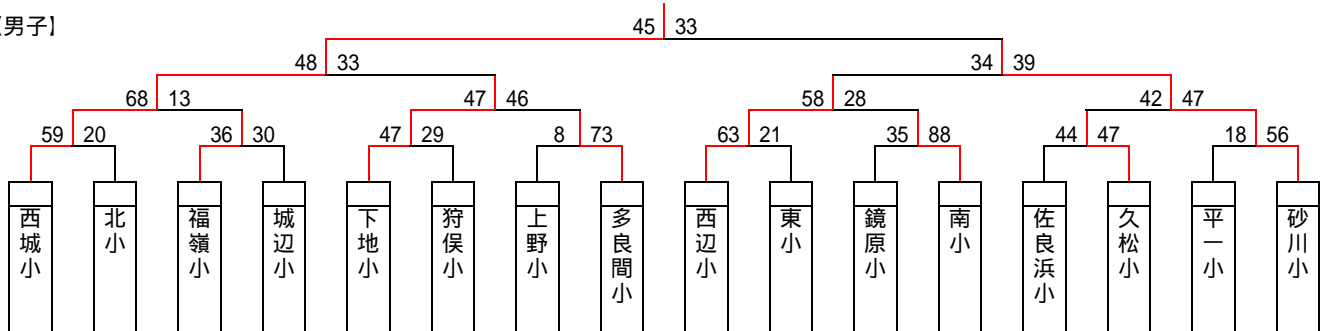 【男子】
45 33
48 33 34 39
68 13 47 46 58 28 42 47
59 20 36 30 47 29 8 73 63 21 35 88 44 47 18 56
西城小
北小
福嶺小
城辺小
下地小
狩俣小
上野小
多良間小
西辺小
東小
鏡原小
南小
佐良浜小
久松小
平一小
砂川小